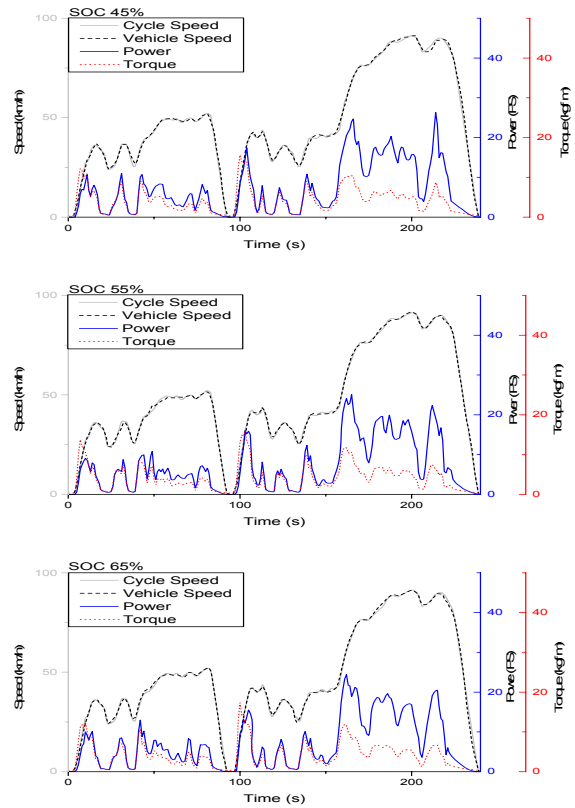 SOC 45%
Cycle Speed
Vehicle Speed
Power
Torque
100
50
0
Speed (km/h)
0
100
200
Time (s)
40
20
0
Power (PS)
40
20
0
Torque (kgf m)
SOC 55%
Cycle Speed
Vehicle Speed
Power
Torque
100
50
0
Speed (km/h)
0
100
200
Time (s)
40
20
0
Power (PS)
40
20
0
Torque (kgf m)
SOC 65%
Cycle Speed
Vehicle Speed
Power
Torque
100
50
0
Speed (km/h)
0
100
200
Time (s)
40
20
0
Powe (PS)
40
20
0
Torque (kgf m)